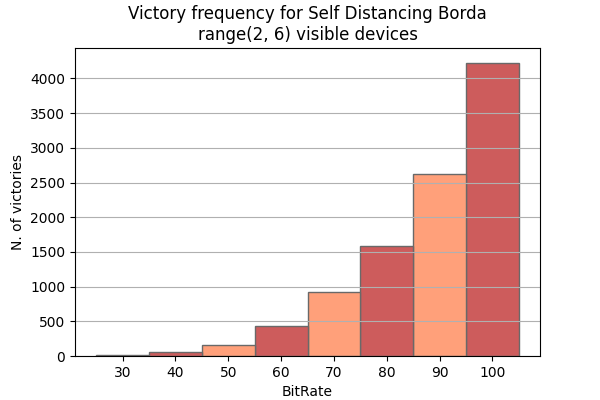 Victory frequency for Self Distancing Borda
range(2, 6) visible devices
N. of victories
4000
3500
3000
2500
2000
1500
1000
500
0
30 40 50 60 70 80 90 100
BitRate